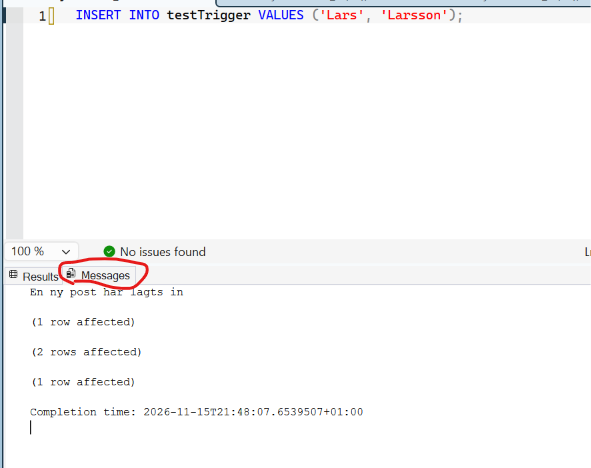 1 INSERT INTO testTrigger VALUES ('Lars', 'Larsson');
100 % No issues found
Results Messages
En ny post har lagts in
(1 row affected)
(2 rows affected)
(1 row affected)
Completion time: 2026-11-15T21:48:07.6539507+01:00